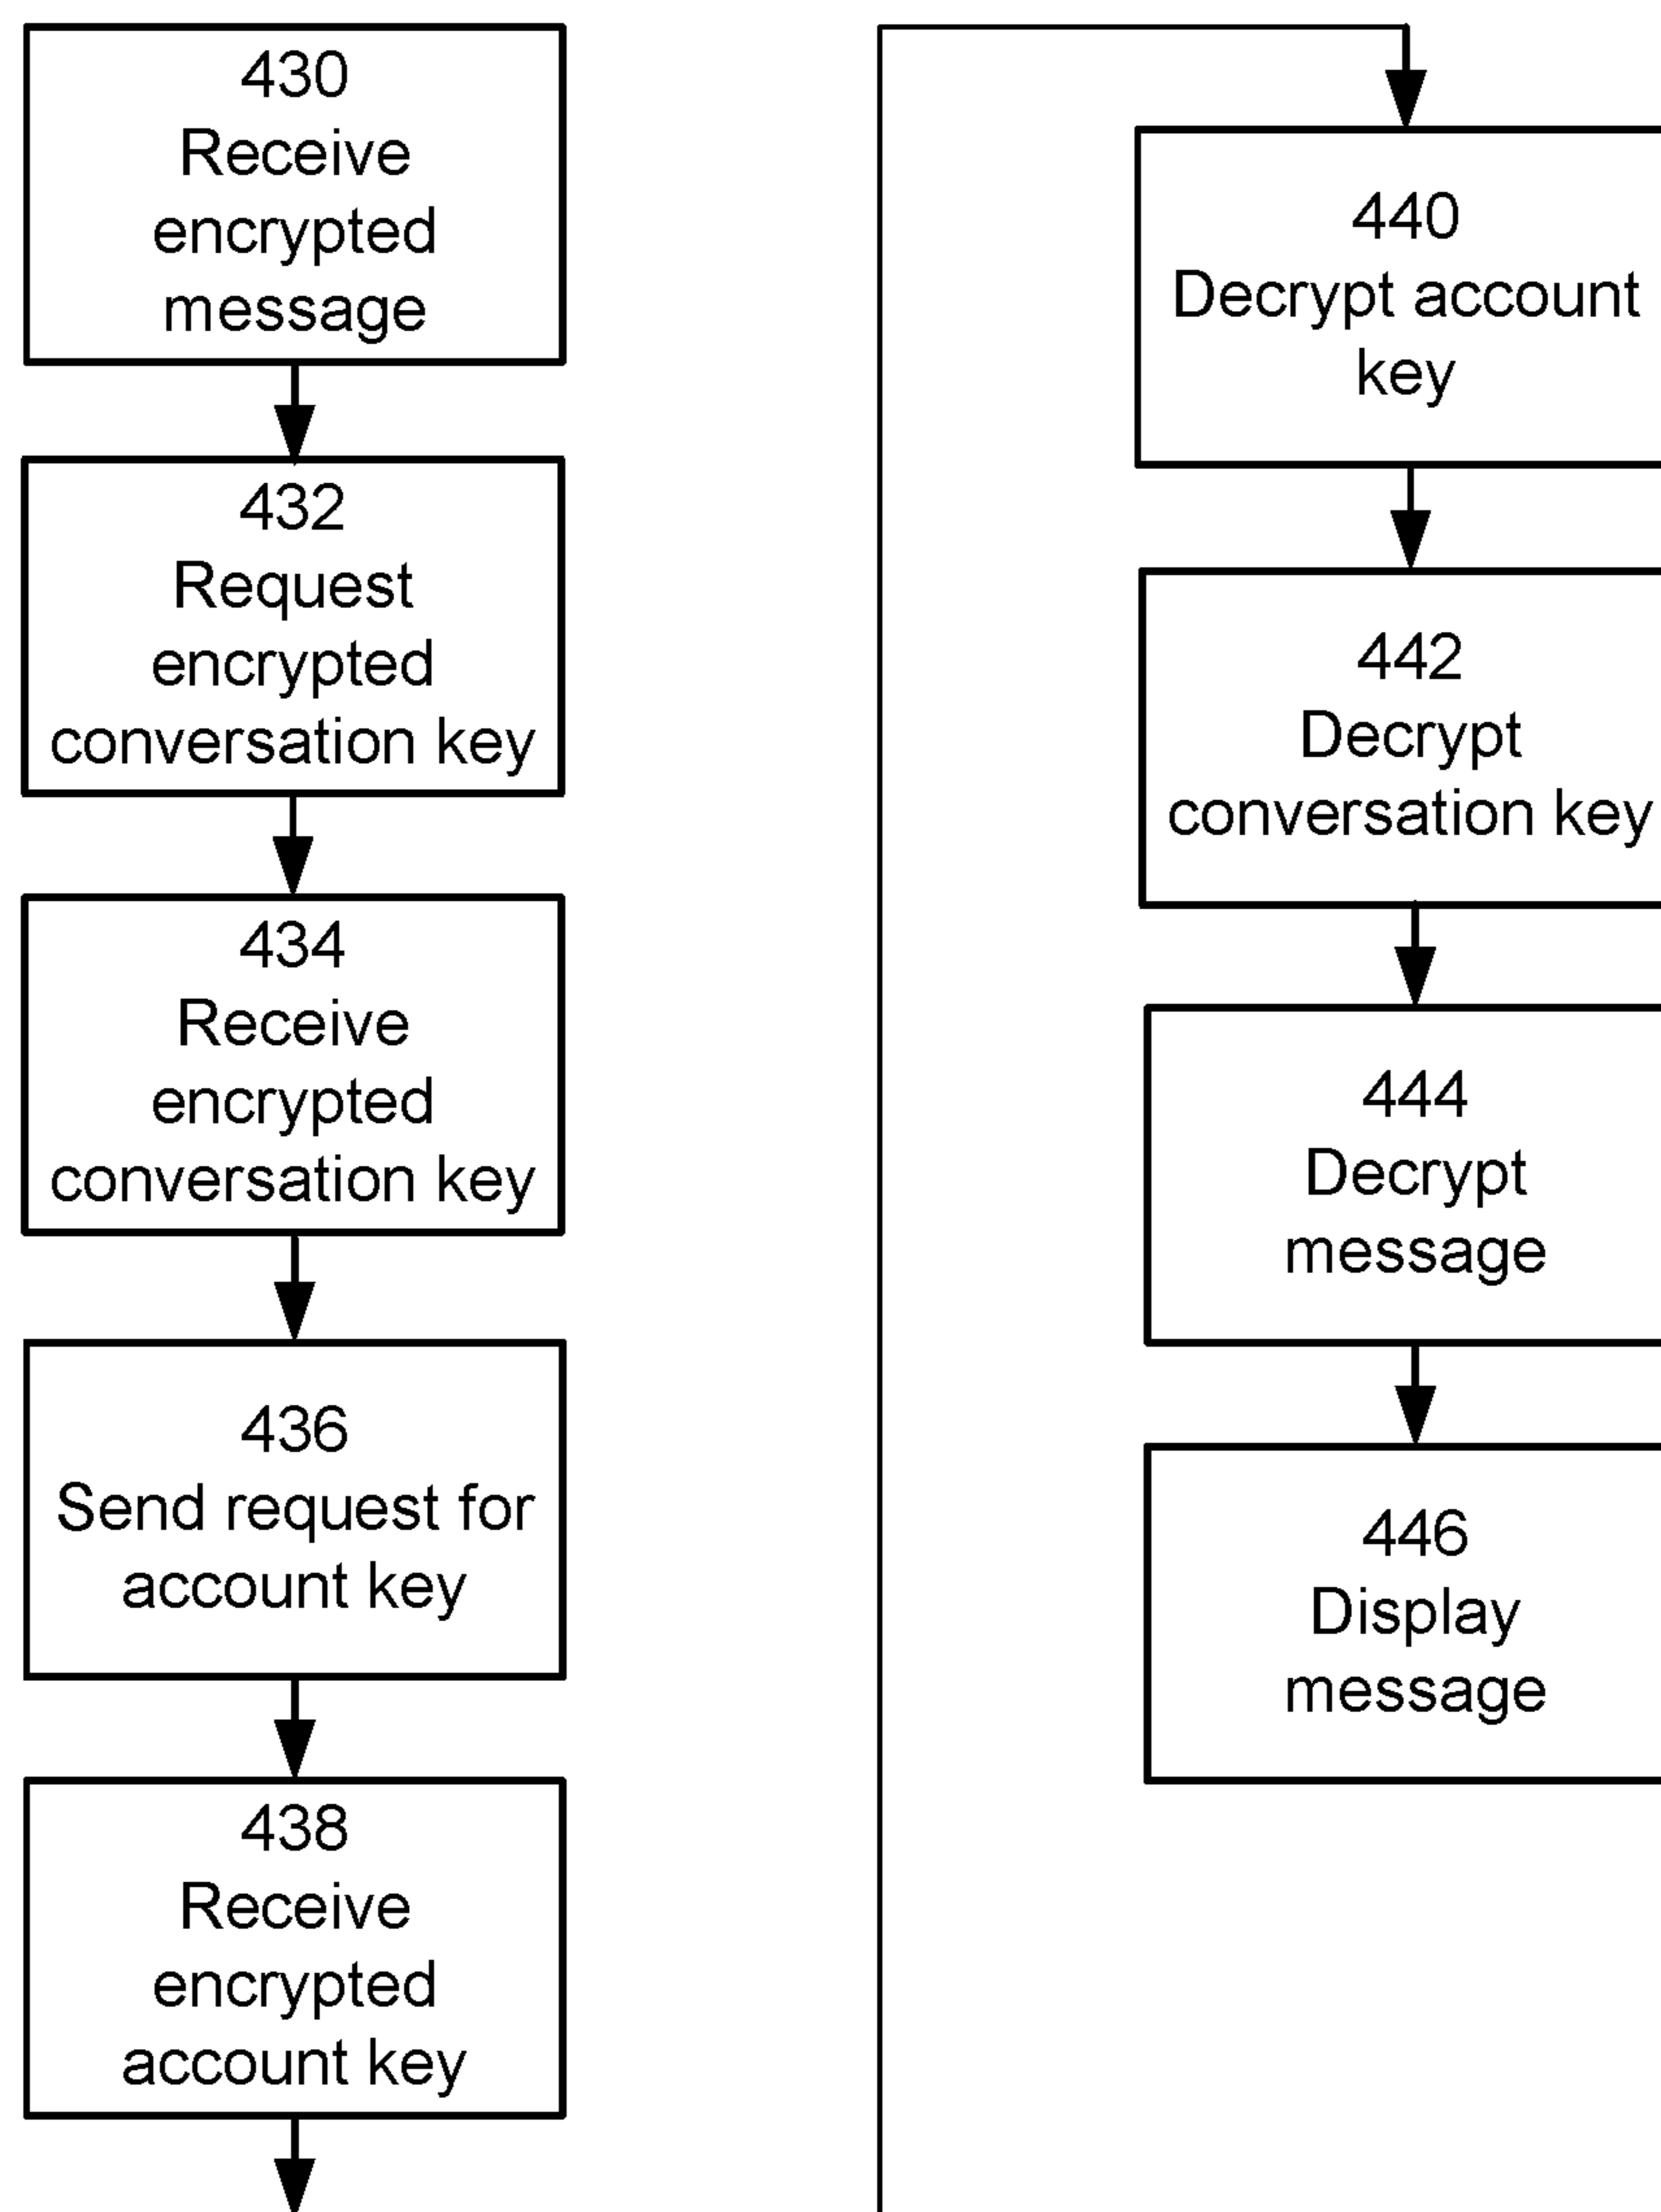 430
Receive
encrypted
message
432
Request
encrypted
conversation key
434
Receive
encrypted
conversation key
436
Send request for
account key
438
Receive
encrypted
account key
440
Decrypt account
key
442
Decrypt
conversation key
444
Decrypt
message
446
Display
message